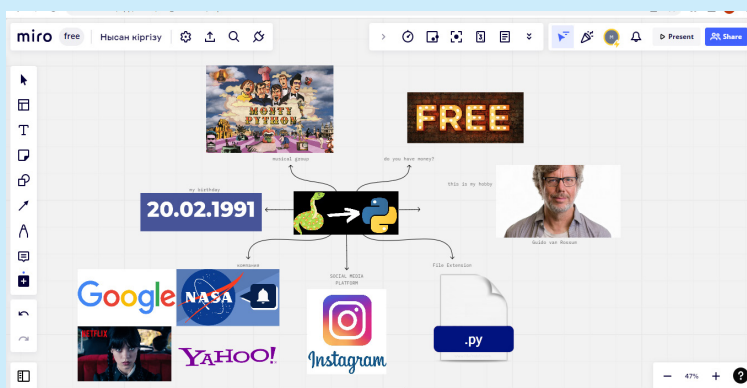 miro free Нысан кіргізу
Present Share
MONTY
PYTHON
FREE
musical group
do you have money?
my birthday
20.02.1991
this is my hobby
Guido van Rossum
SOCIAL MEDIA
PLATFORM
File Extension
Google
NASA
NETFLIX
YAHOO!
Instagram
.py
47%